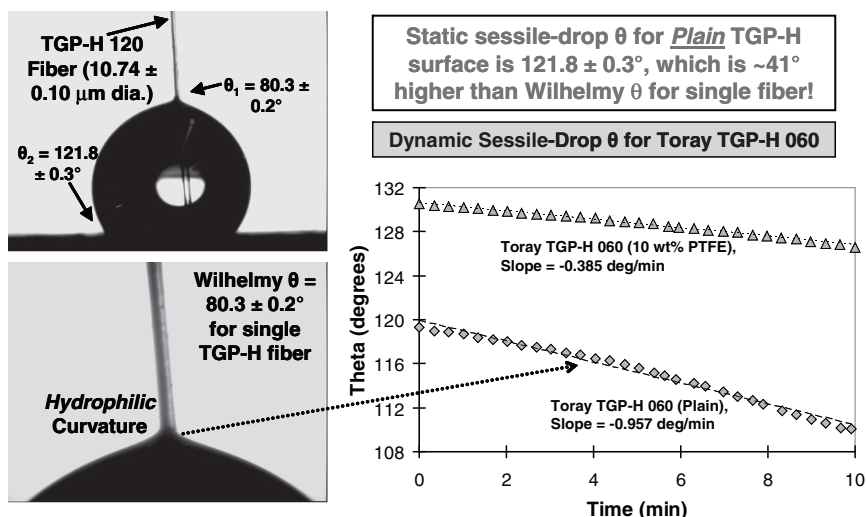 TGP-H 120
Fiber (10.74 ±
0.10 μm dia.)
θ1 = 80.3 ±
0.2°
θ2 = 121.8
± 0.3°
Wilhelmy θ =
80.3 ± 0.2°
for single
TGP-H fiber
Hydrophilic
Curvature
Static sessile-drop θ for Plain TGP-H
surface is 121.8 ± 0.3°, which is ~41°
higher than Wilhelmy θ for single fiber!
Dynamic Sessile-Drop θ for Toray TGP-H 060
Theta (degrees)
132
128
124
120
116
112
108
Toray TGP-H 060 (10 wt% PTFE),
Slope = -0.385 deg/min
Toray TGP-H 060 (Plain),
Slope = -0.957 deg/min
0 2 4 6 8 10
Time (min)